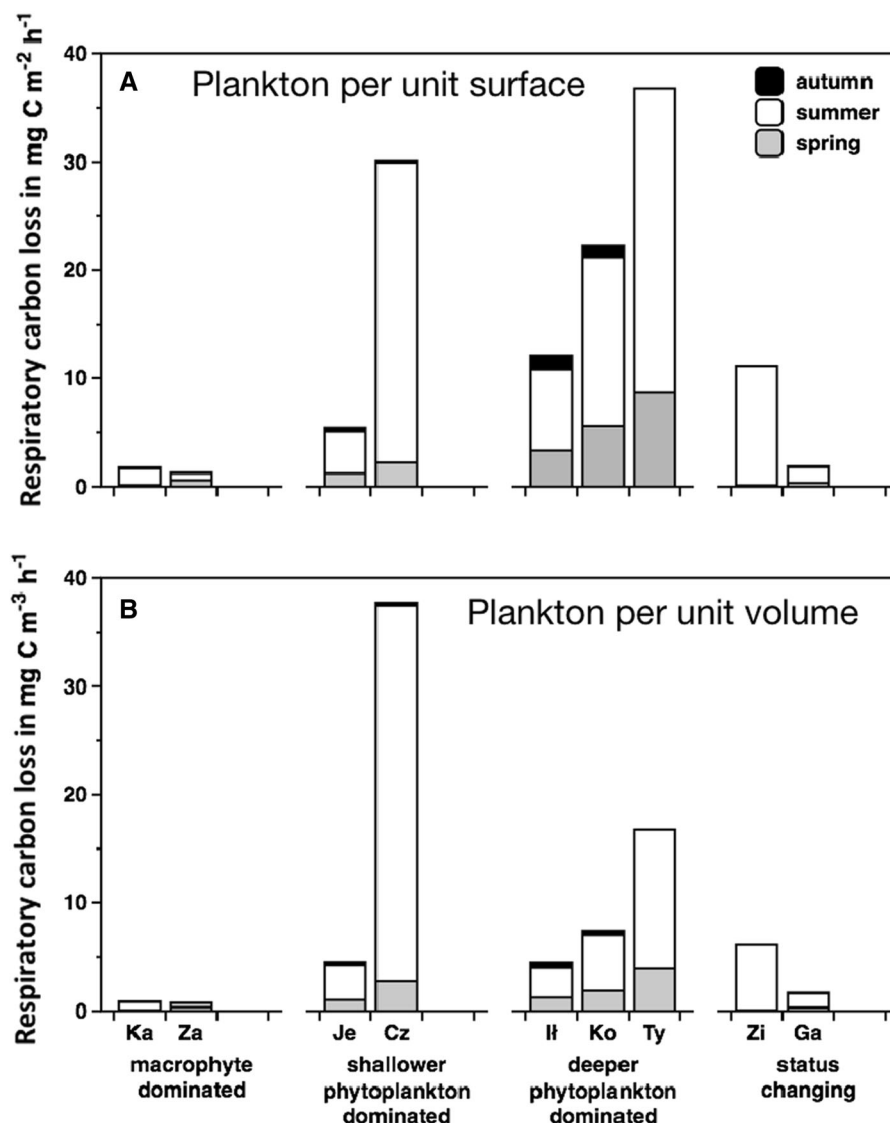 A
Plankton per unit surface
autumn
summer
spring
Respiratory carbon loss in mg C m⁻² h⁻¹
40
30
20
10
0
B
Plankton per unit volume
Respiratory carbon loss in mg C m⁻³ h⁻¹
40
30
20
10
0
Ka Za Je Cz Ił Ko Ty Zi Ga
macrophyte dominated
shallower phytoplankton dominated
deeper phytoplankton dominated
status changing